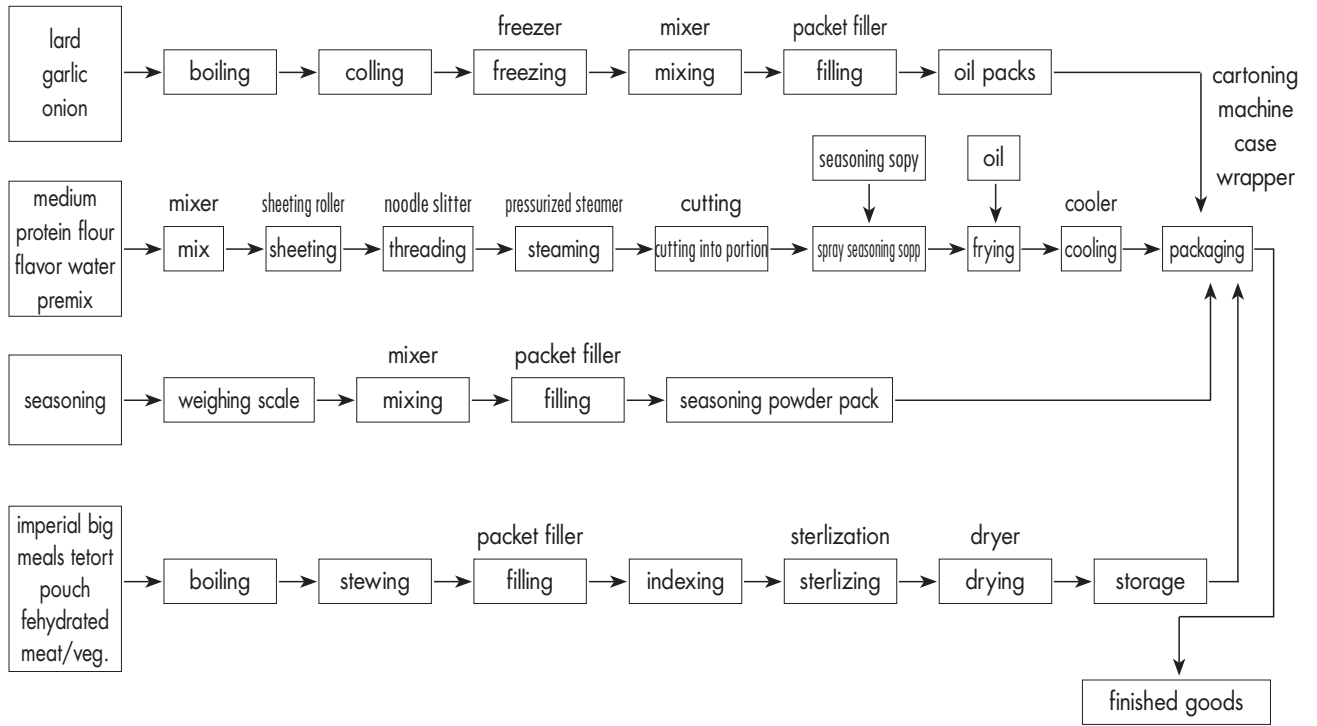 lard
garlic
onion
boiling
colling
freezer
freezing
mixer
mixing
packet filler
filling
oil packs
cartoning
machine
case
wrapper
medium
protein flour
flavor water
premix
mixer
mix
sheeting roller
sheeting
noodle slitter
threading
pressurized steamer
steaming
cutting
cutting into portion
seasoning sopy
spray seasoning sopp
oil
frying
cooler
cooling
packaging
seasoning
weighing scale
mixer
mixing
packet filler
filling
seasoning powder pack
imperial big
meals tetort
pouch
fehydrated
meat/veg.
boiling
stewing
packet filler
filling
indexing
sterlization
sterlizing
dryer
drying
storage
finished goods